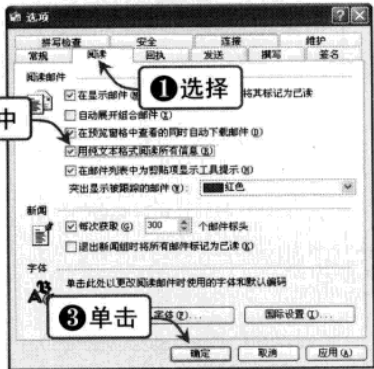 选项
拼写检查 安全 连接 维护
常规 阅读 回执 发送 撰写 签名
❶选择
阅读邮件
在显示邮件 将其标记为已读
自动展开组合邮件(X)
中
在预览窗格中查看的同时自动下载邮件(D)
用纯文本格式阅读所有信息(R)
在邮件列表中为剪贴项显示工具提示(W)
突出显示被跟踪的邮件(Y): 红色
新闻
每次获取(G) 300 个邮件标头
退出新闻组时将所有邮件标记为已读(K)
字体
单击此处以更改阅读邮件时使用的字体和默认编码
❸单击
字体(F)... 国际设置(I)...
确定 取消 应用(A)